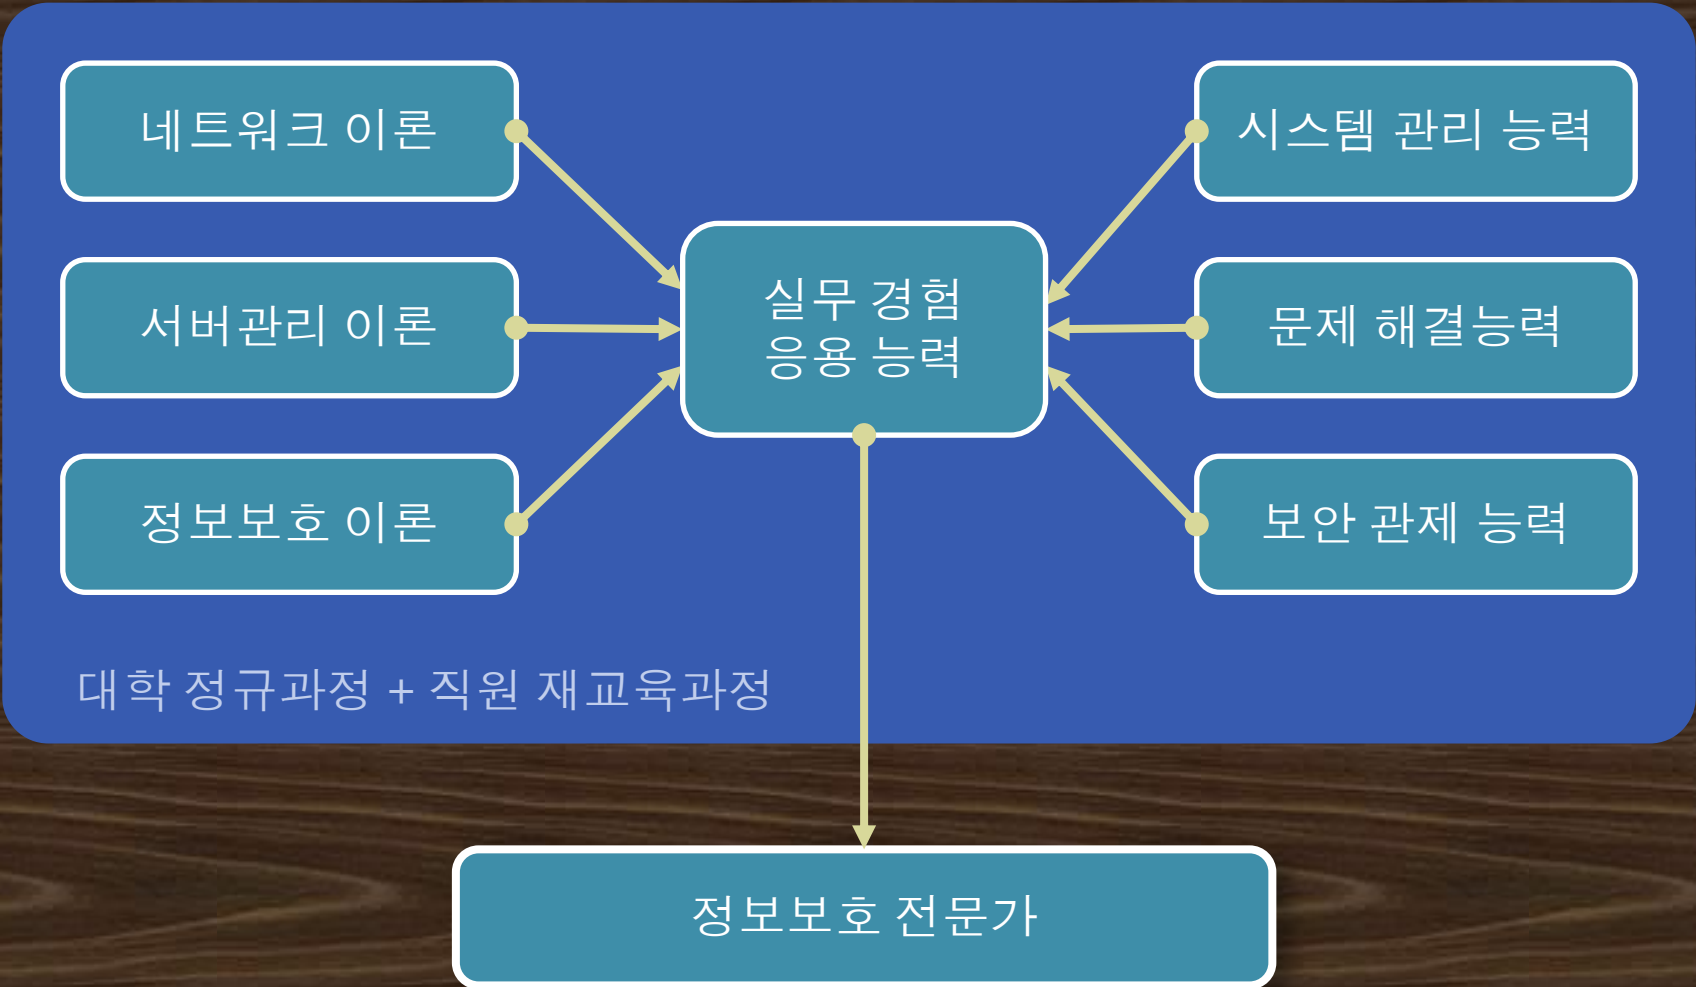 네트워크 이론
시스템 관리 능력
서버관리 이론
실무 경험
응용 능력
문제 해결능력
정보보호 이론
보안 관제 능력
대학 정규과정 + 직원 재교육과정
정보보호 전문가